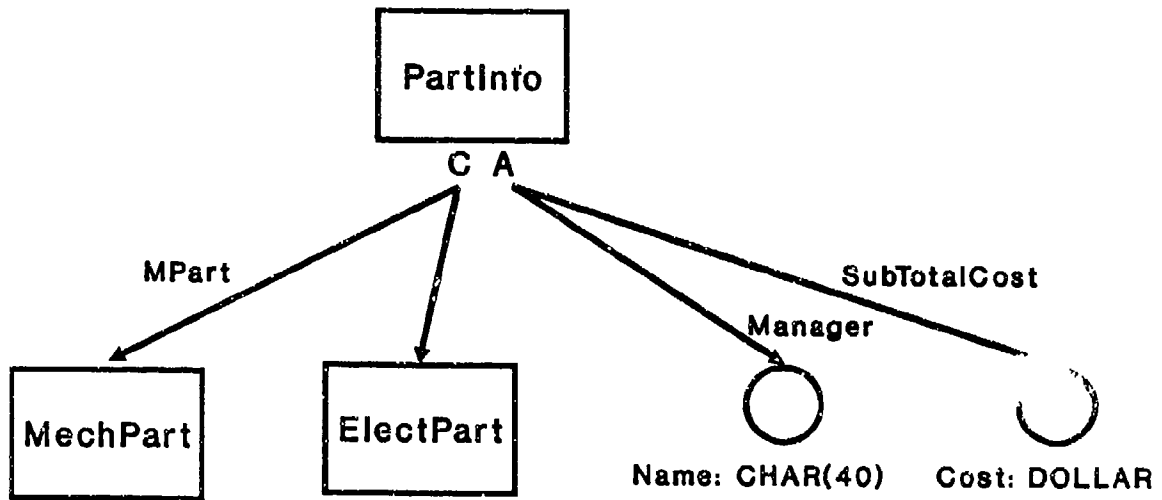 PartInfo
C A
MPart
SubTotalCost
Manager
MechPart
ElectPart
Name: CHAR(40) Cost: DOLLAR